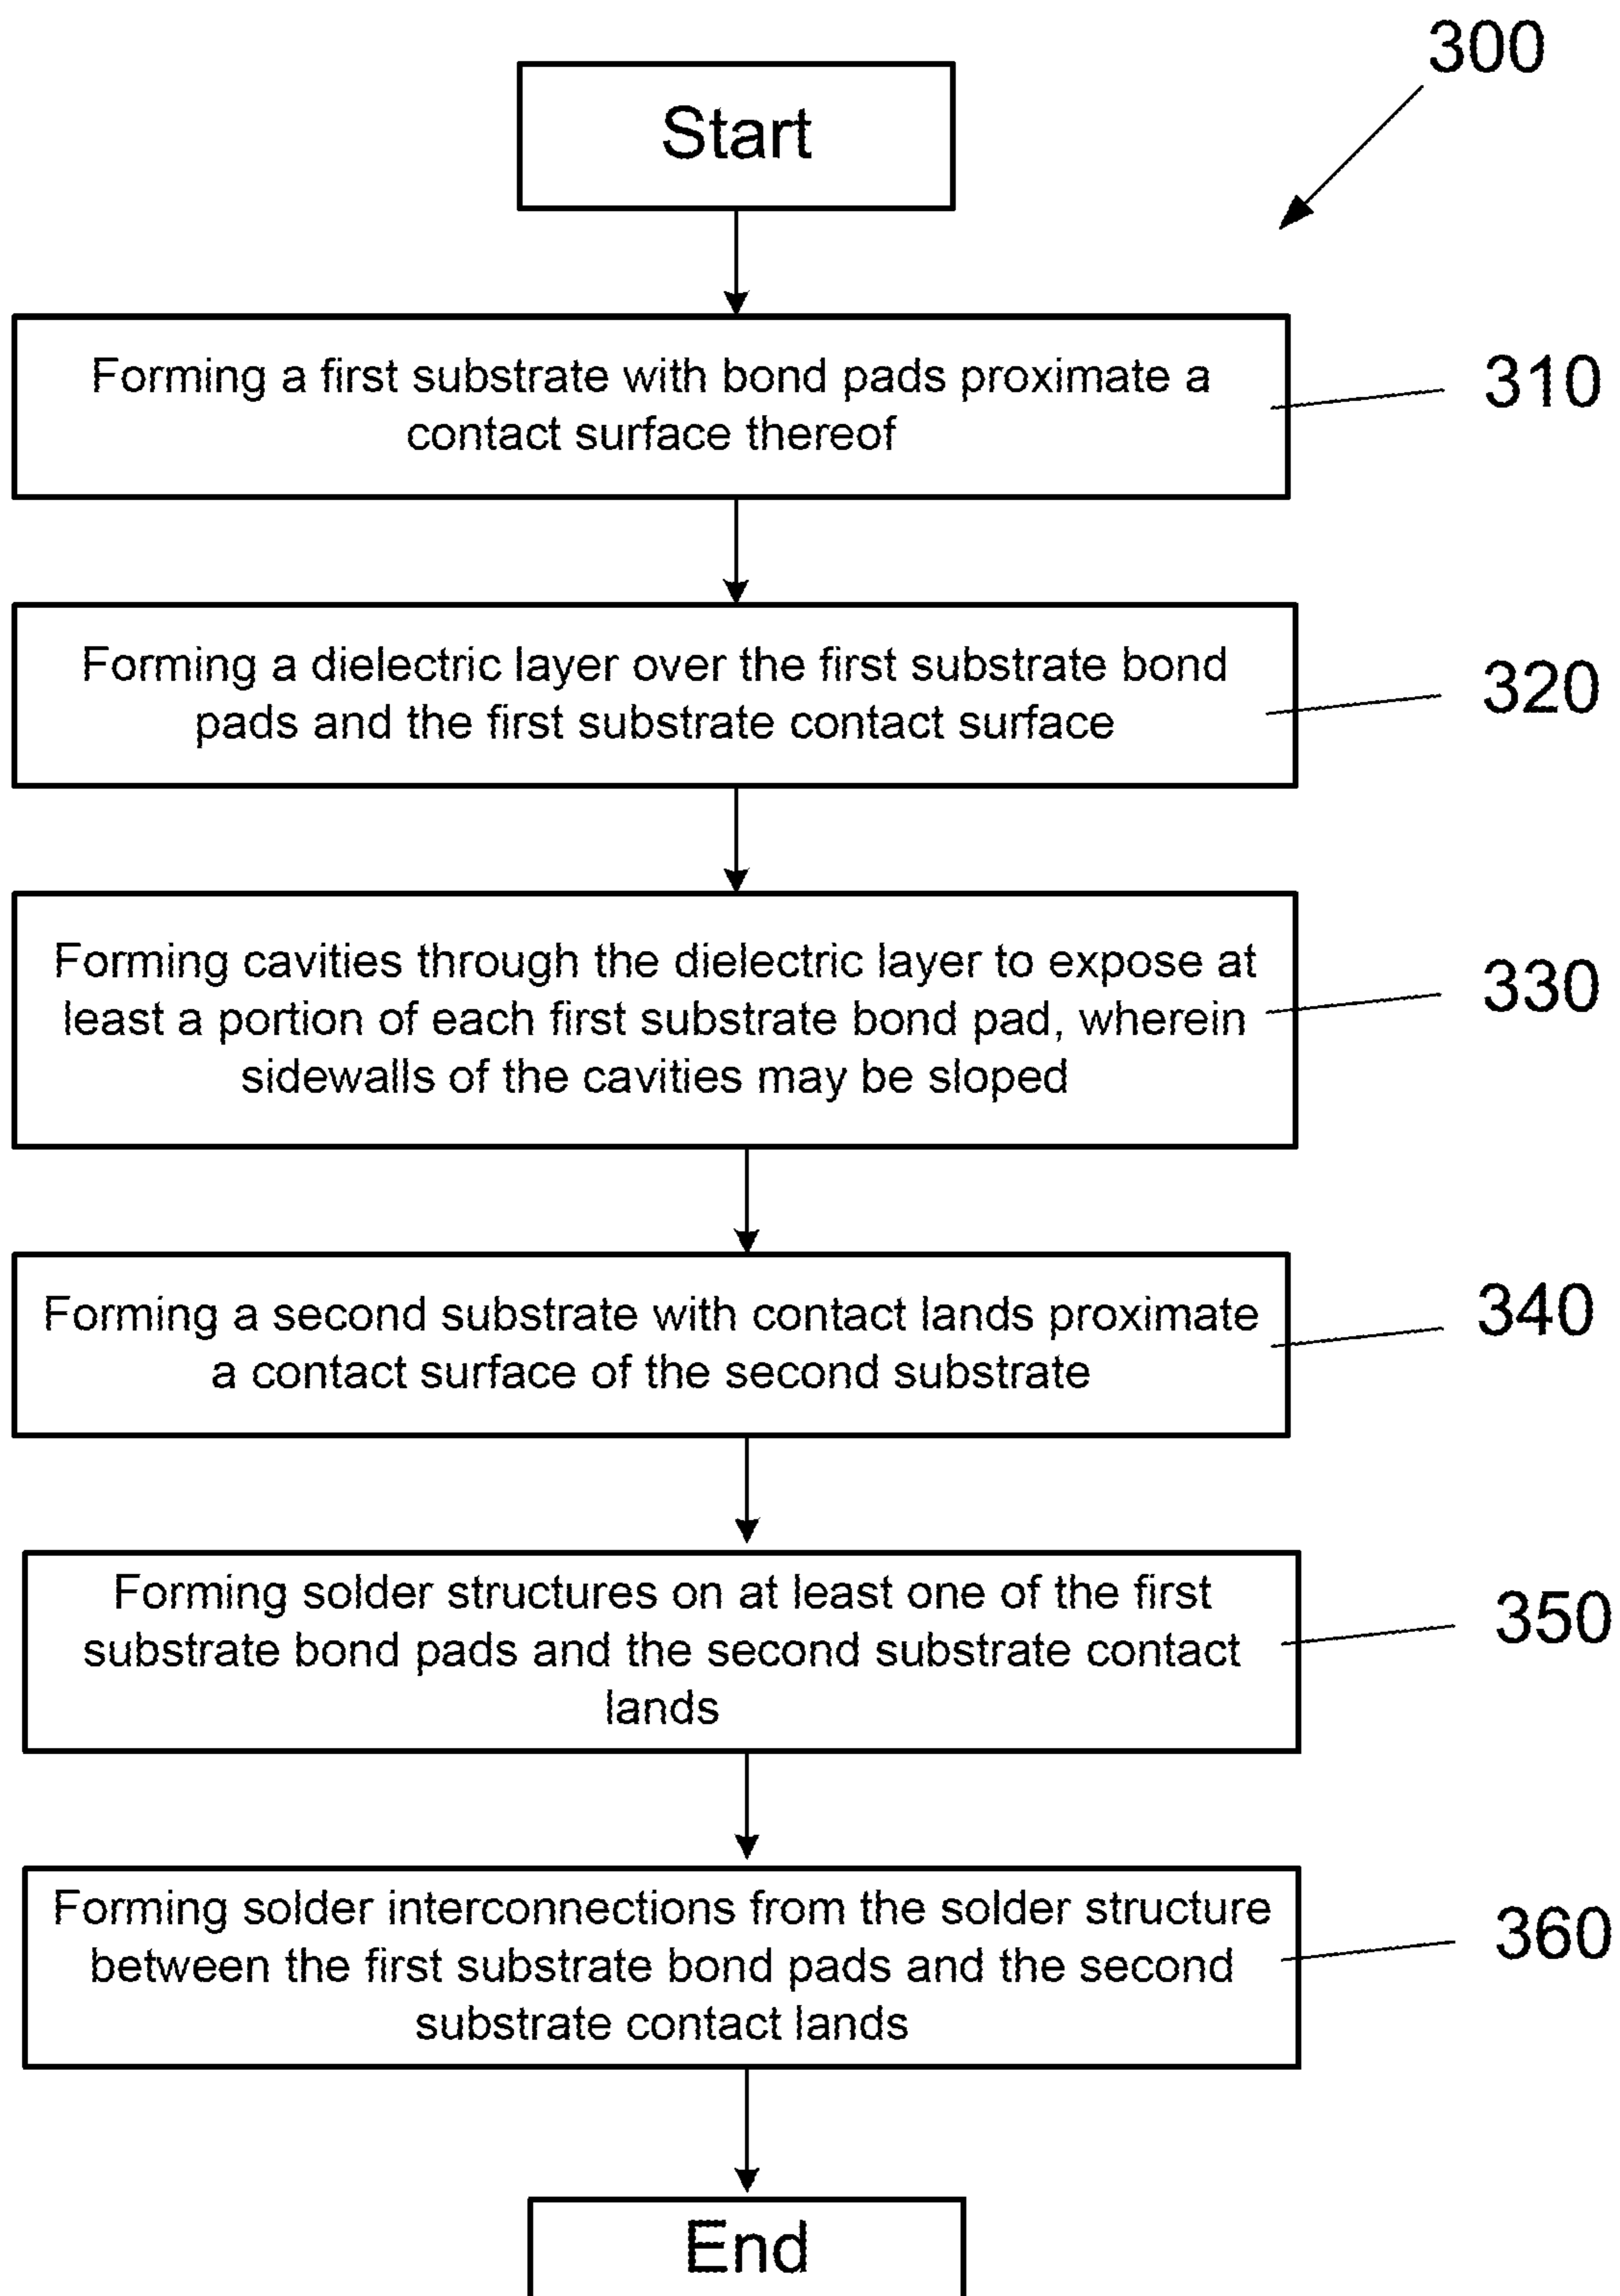 300
Start
Forming a first substrate with bond pads proximate a
contact surface thereof
310
Forming a dielectric layer over the first substrate bond
pads and the first substrate contact surface
320
Forming cavities through the dielectric layer to expose at
least a portion of each first substrate bond pad, wherein
sidewalls of the cavities may be sloped
330
Forming a second substrate with contact lands proximate
a contact surface of the second substrate
340
Forming solder structures on at least one of the first
substrate bond pads and the second substrate contact
lands
350
Forming solder interconnections from the solder structure
between the first substrate bond pads and the second
substrate contact lands
360
End